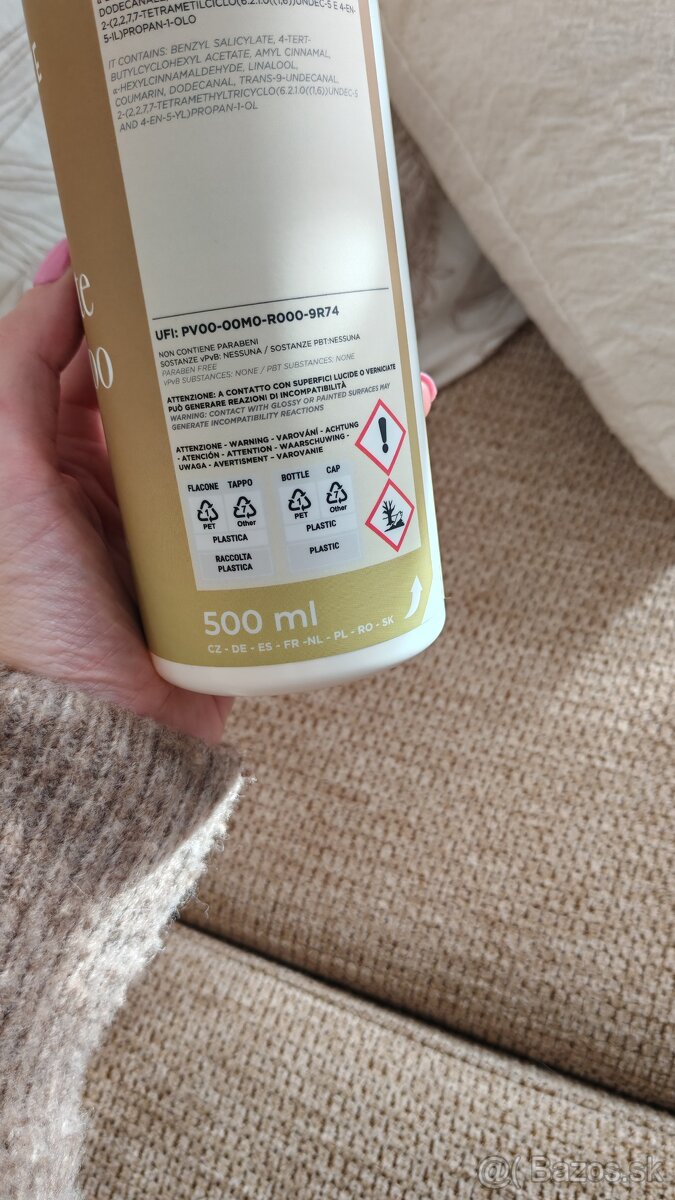 DODECANALE
2-(2,2,7,7-TETRAMETILCICLO(6.2.1.0((1,6))UNDEC-5 E 4-EN-
5-IL)PROPAN-1-OLO
IT CONTAINS: BENZYL SALICYLATE, 4-TERT-
BUTYLCYCLOHEXYL ACETATE, AMYL CINNAMAL,
α-HEXYLCINNAMALDEHYDE, LINALOOL,
COUMARIN, DODECANAL, TRANS-9-UNDECANAL,
2-(2,2,7,7-TETRAMETHYLTRICYCLO(6.2.1.0((1,6))UNDEC-5
AND 4-EN-5-YL)PROPAN-1-OL
UFI: PV00-00M0-R000-9R74
NON CONTIENE PARABENI
SOSTANZE vPvB: NESSUNA / SOSTANZE PBT:NESSUNA
PARABEN FREE
vPvB SUBSTANCES: NONE / PBT SUBSTANCES: NONE
ATTENZIONE: A CONTATTO CON SUPERFICI LUCIDE O VERNICIATE
PUÒ GENERARE REAZIONI DI INCOMPATIBILITÀ
WARNING: CONTACT WITH GLOSSY OR PAINTED SURFACES MAY
GENERATE INCOMPATIBILITY REACTIONS
ATTENZIONE - WARNING - VAROVÁNÍ - ACHTUNG
- ATENCIÓN - ATTENTION - WAARSCHUWING -
UWAGA - AVERTISMENT - VAROVANIE
FLACONE TAPPO
1 7
PET Other
PLASTICA
RACCOLTA
PLASTICA
BOTTLE CAP
1 7
PET Other
PLASTIC
PLASTIC
500 ml
CZ - DE - ES - FR -NL - PL - RO - SK
Bazos.sk